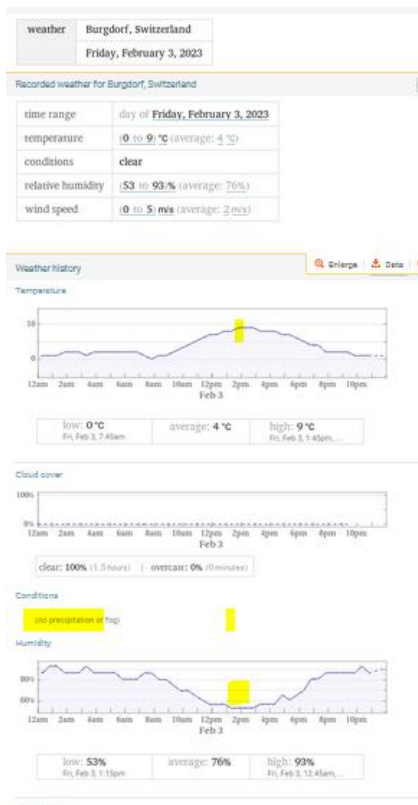 weather Burgdorf, Switzerland
Friday, February 3, 2023
Recorded weather for Burgdorf, Switzerland
time range day of Friday, February 3, 2023
temperature (0 to 9) °C (average: 4 °C)
conditions clear
relative humidity (53 to 93)% (average: 76%)
wind speed (0 to 5) m/s (average: 2 m/s)
Weather history Enlarge Data
Temperature
10
0
12am 2am 4am 6am 8am 10am 12pm 2pm 4pm 6pm 8pm 10pm
Feb 3
low: 0 °C average: 4 °C high: 9 °C
Fri, Feb 3, 7:45am Fri, Feb 3, 1:45pm, ...
Cloud cover
100%
0%
12am 2am 4am 6am 8am 10am 12pm 2pm 4pm 6pm 8pm 10pm
Feb 3
clear: 100% (1.5 hours) | overcast: 0% (0 minutes)
Conditions
(no precipitation or fog)
Humidity
80%
60%
12am 2am 4am 6am 8am 10am 12pm 2pm 4pm 6pm 8pm 10pm
Feb 3
low: 53% average: 76% high: 93%
Fri, Feb 3, 1:15pm Fri, Feb 3, 12:45am, ...